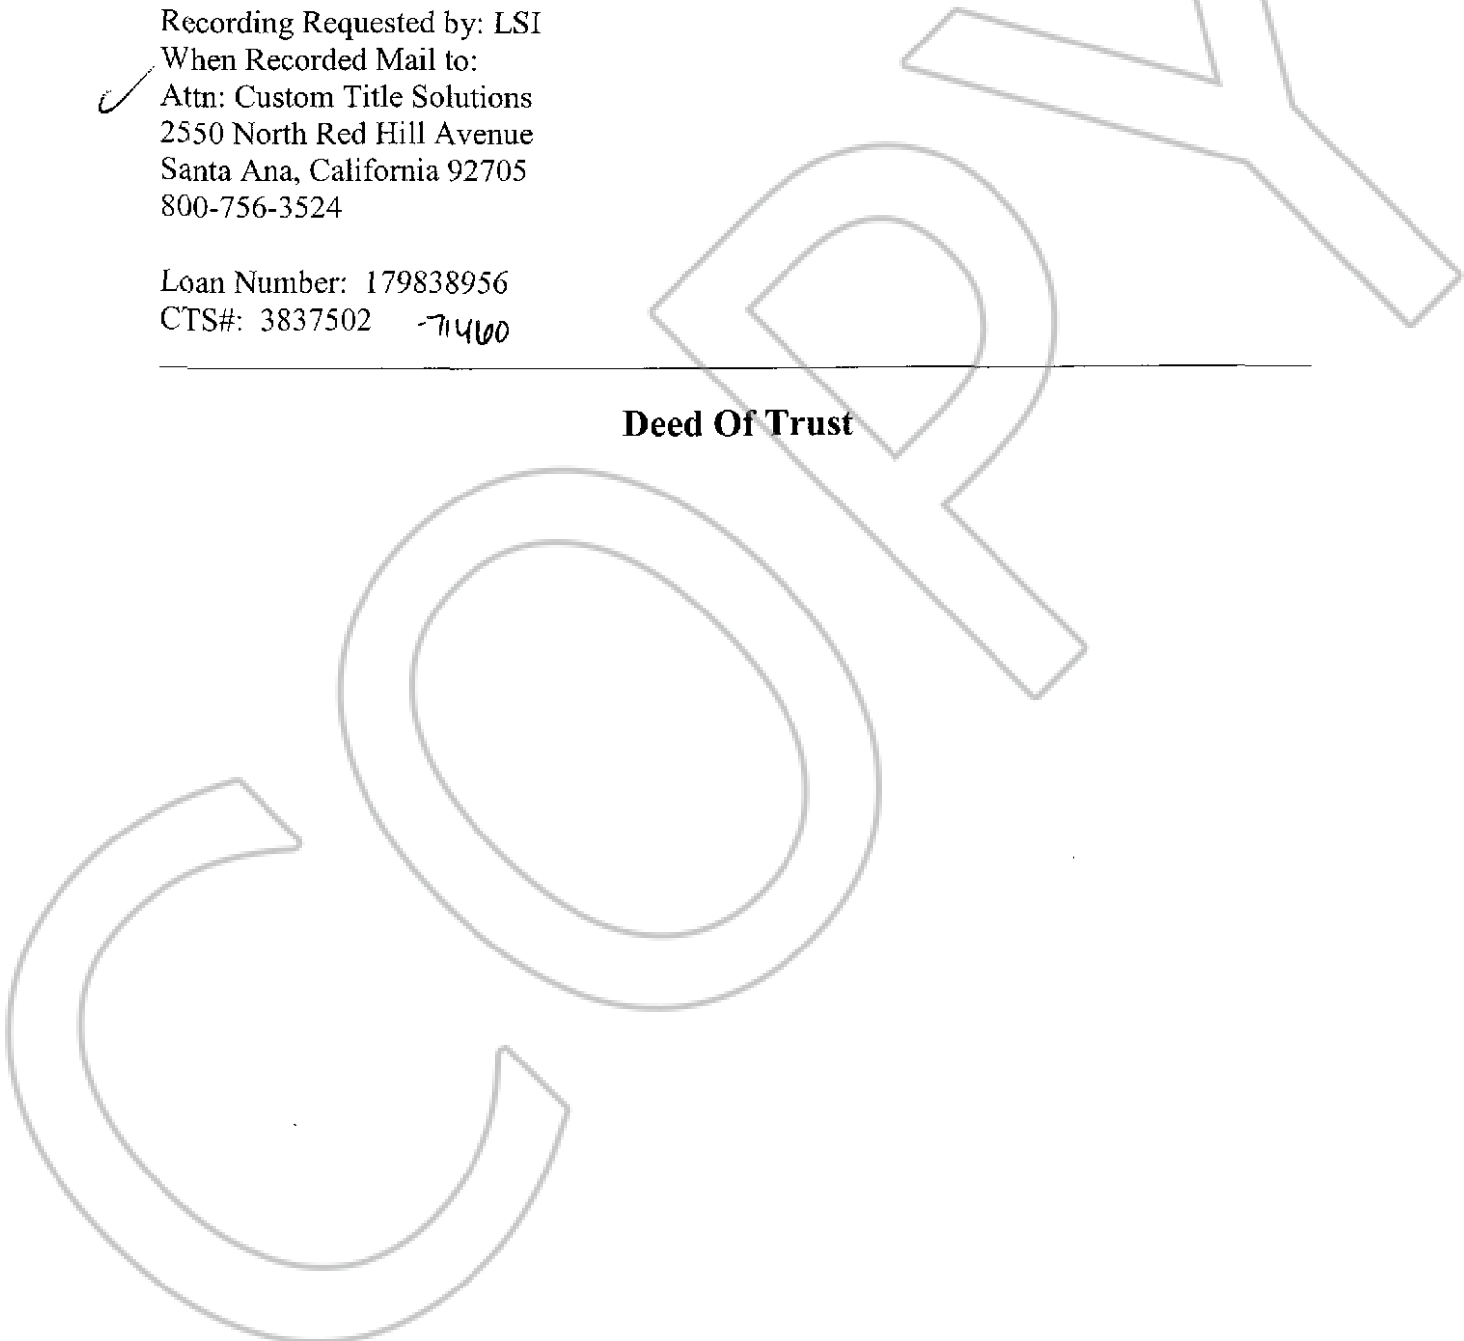 Recording Requested by: LSI
When Recorded Mail to:
Attn: Custom Title Solutions
2550 North Red Hill Avenue
Santa Ana, California 92705
800-756-3524
Loan Number: 179838956
CTS#: 3837502 -71460
Deed Of Trust
COPY